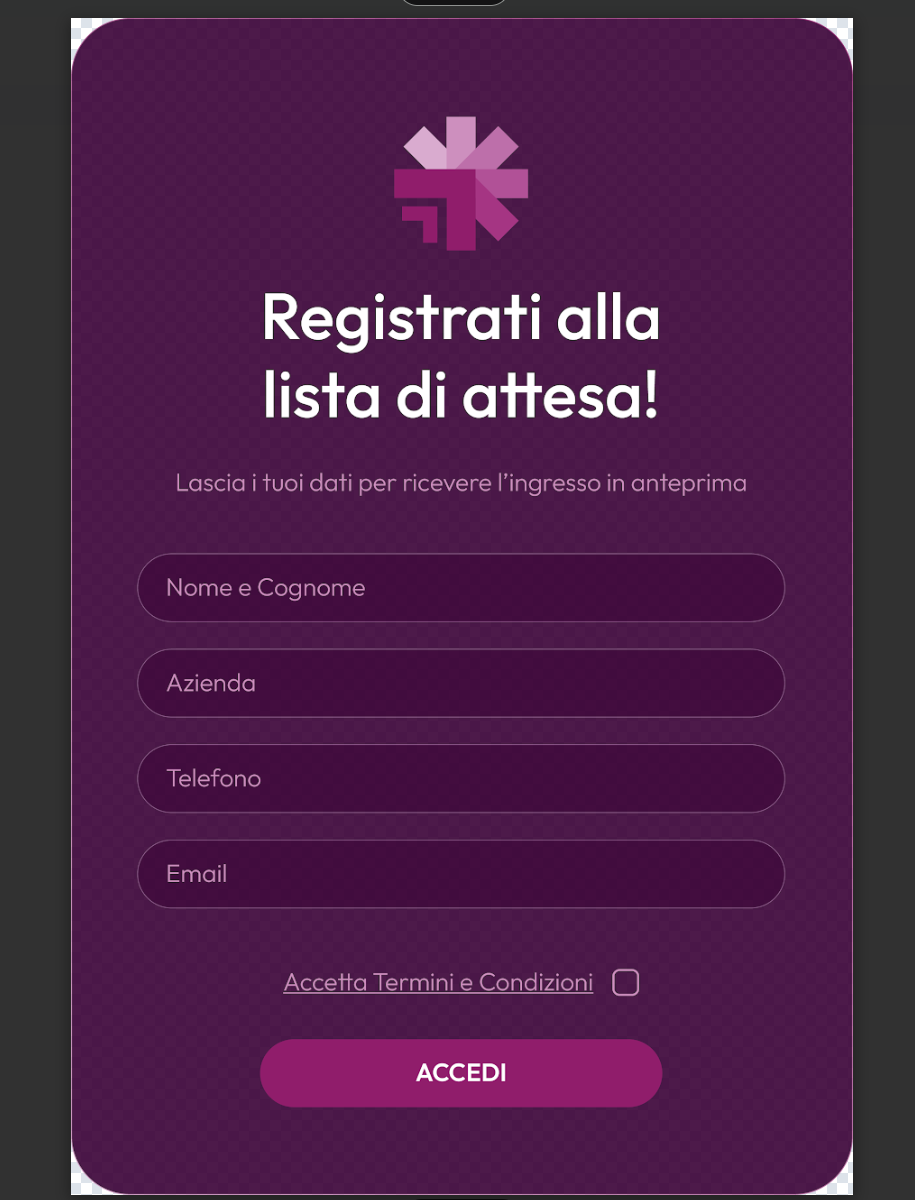 Registrati alla
lista di attesa!
Lascia i tuoi dati per ricevere l’ingresso in anteprima
Nome e Cognome
Azienda
Telefono
Email
Accetta Termini e Condizioni
ACCEDI